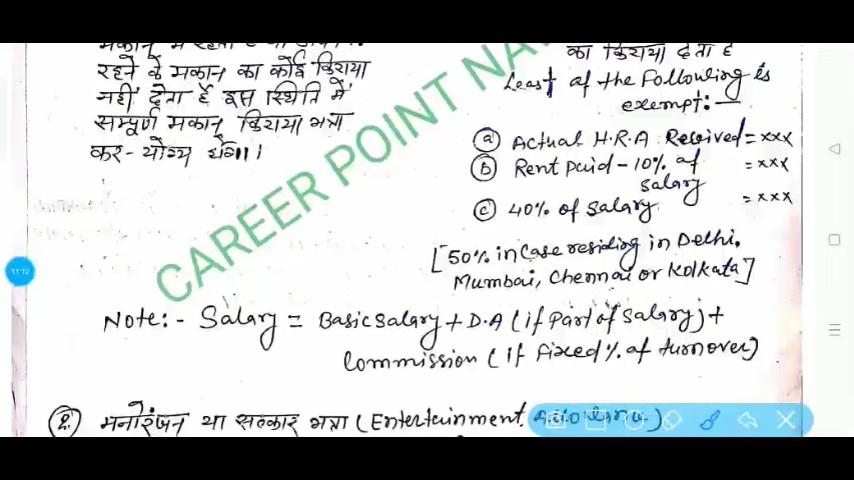 रहने के मकान का कोई किराया
नहीं देता है इस स्थिति में
सम्पूर्ण मकान किराया भत्ता
कर-योग्य होगा।
का किराया देता है
Least of the Following is
exempt:—
(a) Actual H.R.A Received = xxx
(b) Rent paid - 10% of salary = xxx
(c) 40% of salary = xxx
[50% in case residing in Delhi,
Mumbai, Chennai or Kolkata]
Note:- Salary = Basic Salary + D.A (if Part of Salary) +
Commission (if fixed % of turnover)
मनोरंजन या सत्कार भत्ता (Entertainment
CAREER POINT NA